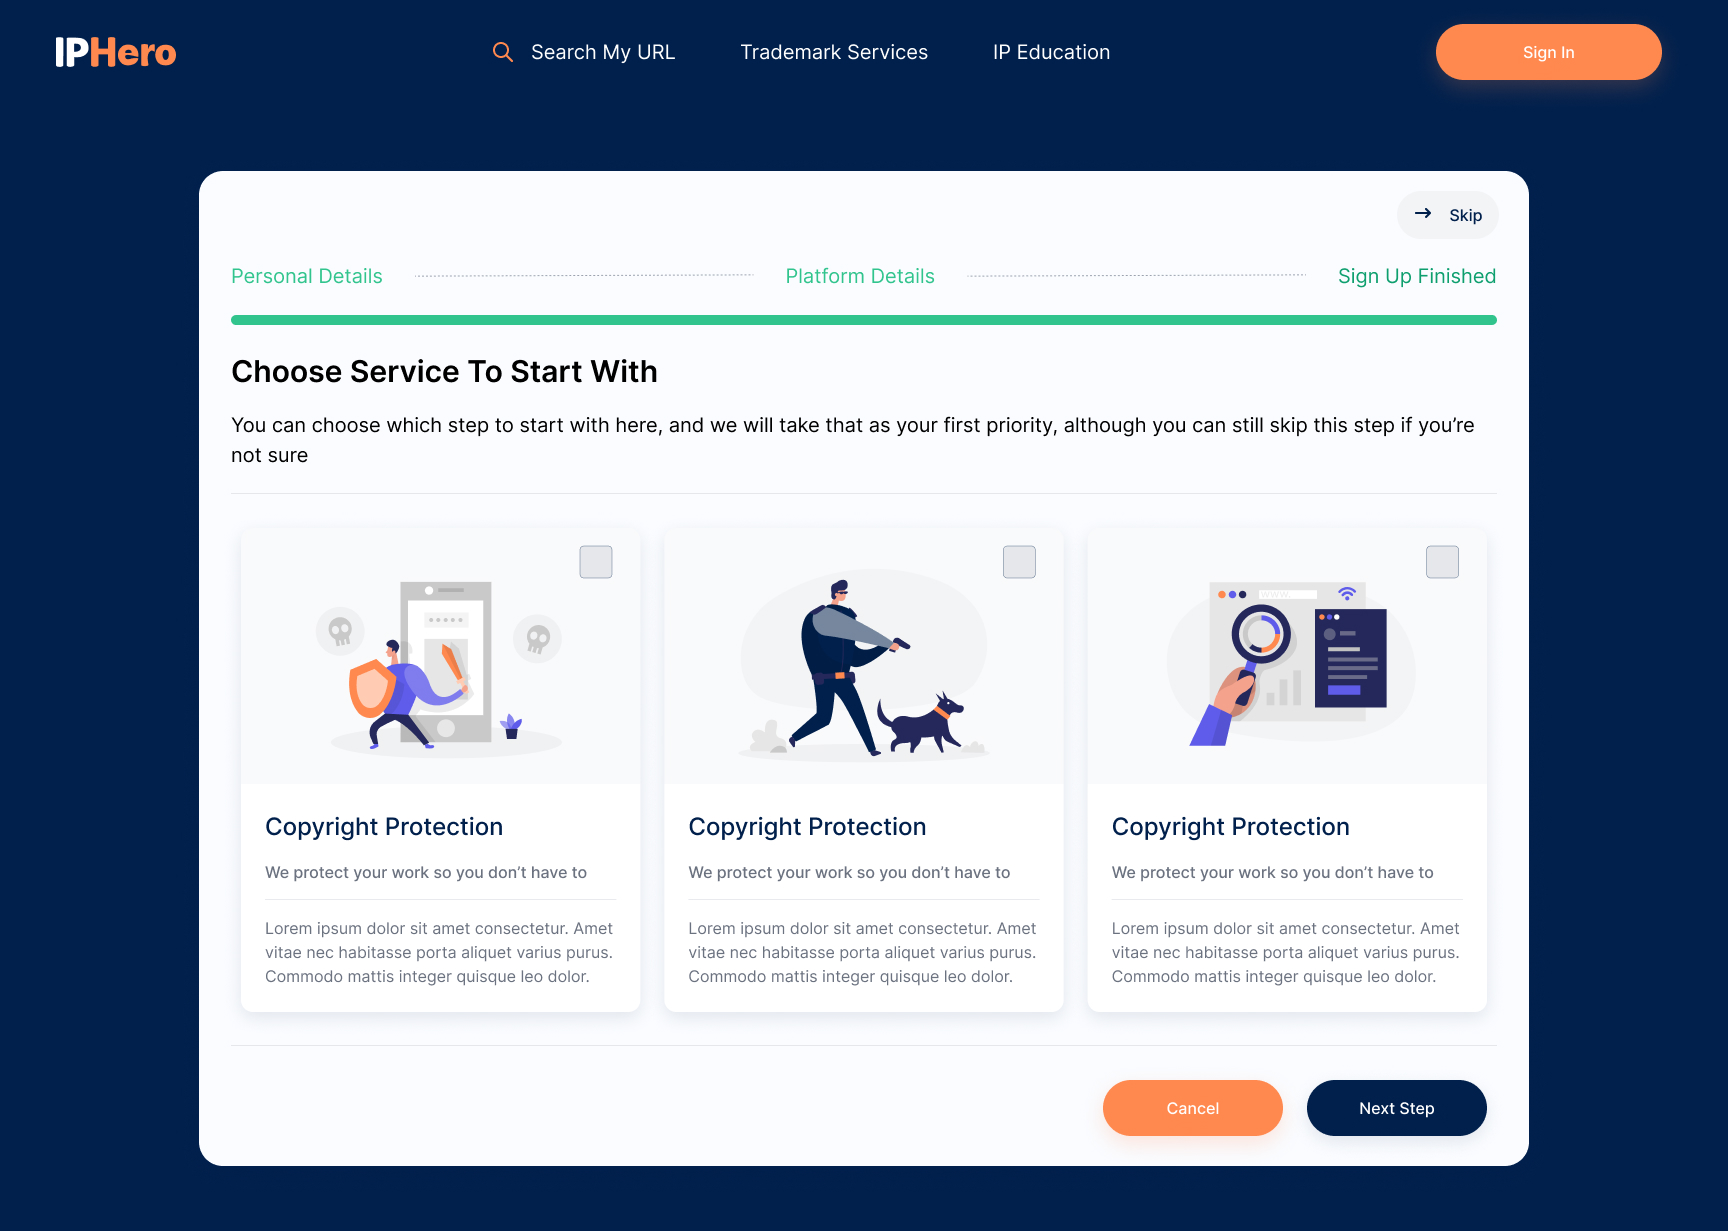 IPHero
Search My URL
Trademark Services
IP Education
Sign In
Skip
Personal Details
Platform Details
Sign Up Finished
Choose Service To Start With
You can choose which step to start with here, and we will take that as your first priority, although you can still skip this step if you’re
not sure
WWW.
Copyright Protection
We protect your work so you don’t have to
Lorem ipsum dolor sit amet consectetur. Amet
vitae nec habitasse porta aliquet varius purus.
Commodo mattis integer quisque leo dolor.
Copyright Protection
We protect your work so you don’t have to
Lorem ipsum dolor sit amet consectetur. Amet
vitae nec habitasse porta aliquet varius purus.
Commodo mattis integer quisque leo dolor.
Copyright Protection
We protect your work so you don’t have to
Lorem ipsum dolor sit amet consectetur. Amet
vitae nec habitasse porta aliquet varius purus.
Commodo mattis integer quisque leo dolor.
Cancel
Next Step